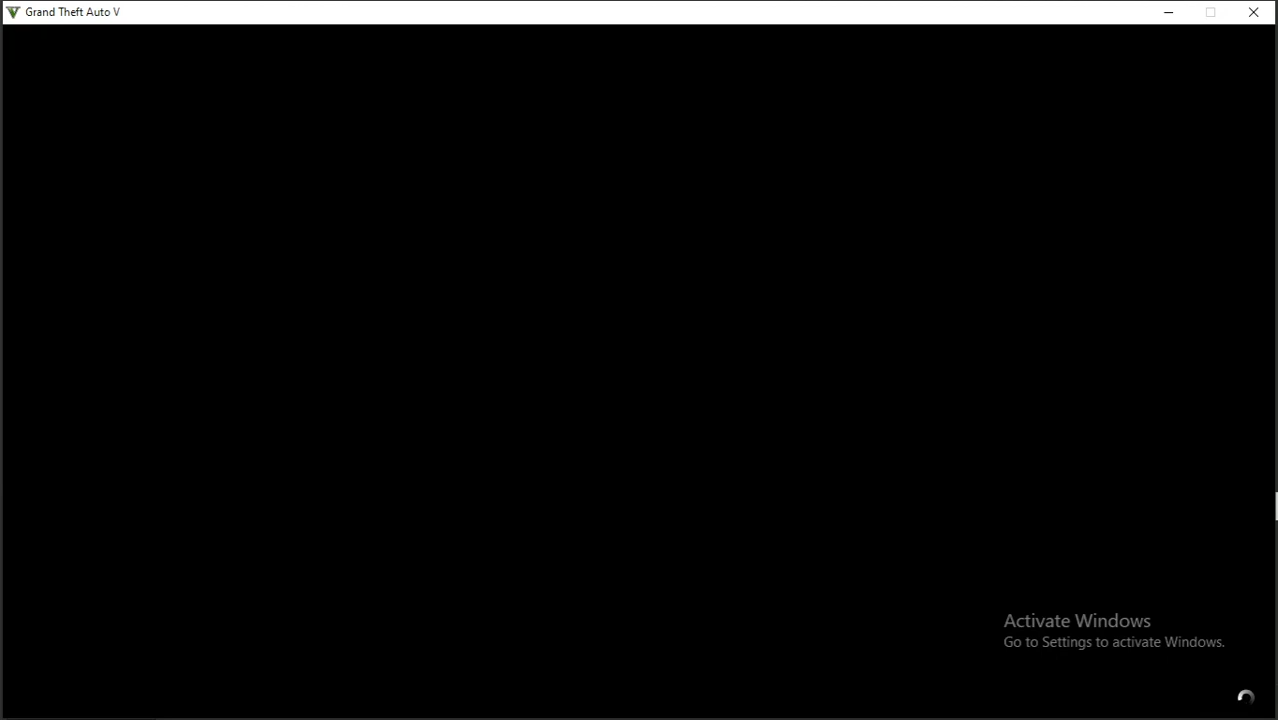 Grand Theft Auto V
Activate Windows
Go to Settings to activate Windows.